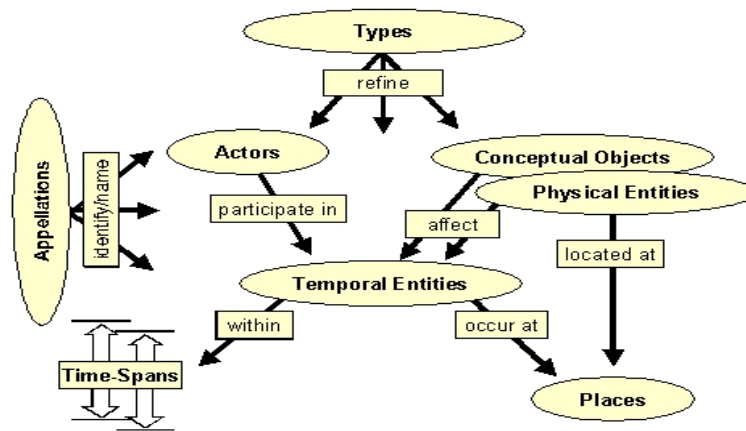 Types
refine
Actors
Conceptual Objects
Physical Entities
Appellations
identify/name
participate in
affect
located at
Temporal Entities
within
occur at
Time-Spans
Places